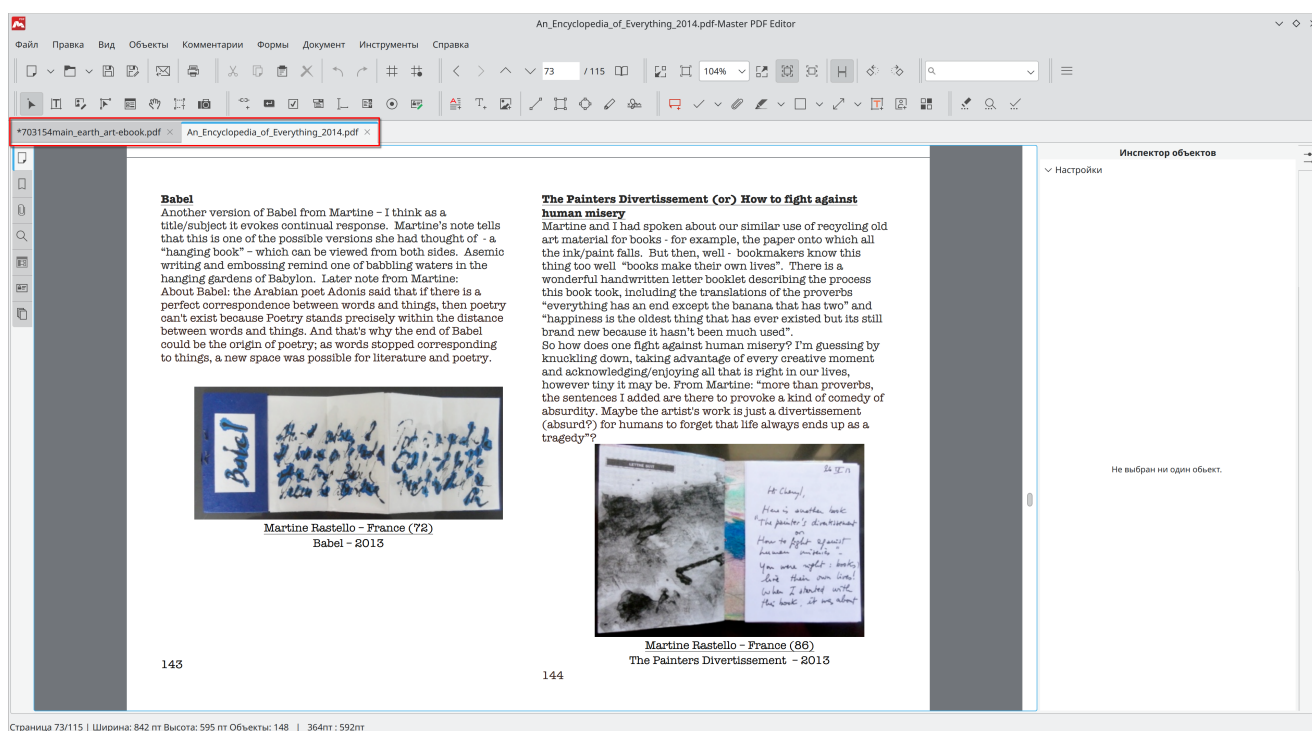 An_Encyclopedia_of_Everything_2014.pdf-Master PDF Editor
Файл Правка Вид Объекты Комментарии Формы Документ Инструменты Справка
73 / 115 104%
*703154main_earth_art-ebook.pdf An_Encyclopedia_of_Everything_2014.pdf
Babel
Another version of Babel from Martine – I think as a
title/subject it evokes continual response. Martine's note tells
that this is one of the possible versions she had thought of - a
“hanging book” – which can be viewed from both sides. Asemic
writing and embossing remind one of babbling waters in the
hanging gardens of Babylon. Later note from Martine:
About Babel: the Arabian poet Adonis said that if there is a
perfect correspondence between words and things, then poetry
can't exist because Poetry stands precisely within the distance
between words and things. And that's why the end of Babel
could be the origin of poetry; as words stopped corresponding
to things, a new space was possible for literature and poetry.
Babel
Martine Rastello – France (72)
Babel – 2013
143
The Painters Divertissement (or) How to fight against
human misery
Martine and I had spoken about our similar use of recycling old
art material for books - for example, the paper onto which all
the ink/paint falls. But then, well - bookmakers know this
thing too well “books make their own lives”. There is a
wonderful handwritten letter booklet describing the process
this book took, including the translations of the proverbs
“everything has an end except the banana that has two” and
“happiness is the oldest thing that has ever existed but its still
brand new because it hasn't been much used”.
So how does one fight against human misery? I'm guessing by
knuckling down, taking advantage of every creative moment
and acknowledging/enjoying all that is right in our lives,
however tiny it may be. From Martine: “more than proverbs,
the sentences I added are there to provoke a kind of comedy of
absurdity. Maybe the artist's work is just a divertissement
(absurd?) for humans to forget that life always ends up as a
tragedy”?
Hi Cheryl,
Here is another book
"The painter's divertissement
or
How to fight against
human miseries"
You were right : books
live their own lives!
When I started with
this book, it was about
Martine Rastello – France (86)
The Painters Divertissement – 2013
144
Инспектор объектов
Настройки
Не выбран ни один объект.
Страница 73/115 | Ширина: 842 пт Высота: 595 пт Объекты: 148 | 364пт : 592пт